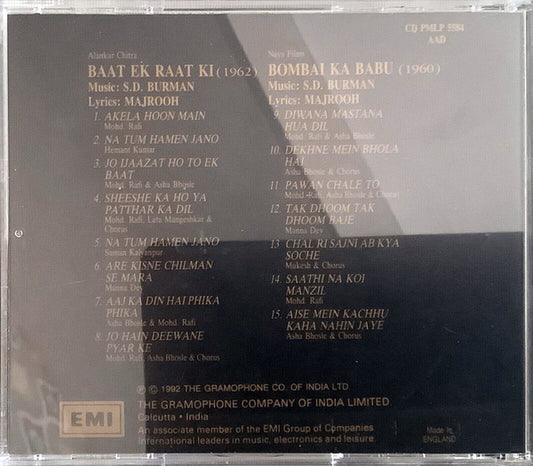 CD PMLP 5584
AAD
Alankar Chitra
BAAT EK RAAT KI (1962)
Music: S.D. BURMAN
Lyrics: MAJROOH
1. AKELA HOON MAIN
Mohd. Rafi
2. NA TUM HAMEN JANO
Hemant Kumar
3. JO IJAAZAT HO TO EK
BAAT
Mohd. Rafi & Asha Bhosle
4. SHEESHE KA HO YA
PATTHAR KA DIL
Mohd. Rafi, Lata Mangeshkar &
Chorus
5. NA TUM HAMEN JANO
Suman Kalyanpur
6. ARE KISNE CHILMAN
SE MARA
Manna Dey
7. AAJ KA DIN HAI PHIKA
PHIKA
Asha Bhosle & Mohd. Rafi
8. JO HAIN DEEWANE
PYAR KE
Mohd. Rafi, Asha Bhosle & Chorus
Naya Films
BOMBAI KA BABU (1960)
Music: S.D. BURMAN
Lyrics: MAJROOH
9. DIWANA MASTANA
HUA DIL
Mohd. Rafi & Asha Bhosle
10. DEKHNE MEIN BHOLA
HAI
Asha Bhosle & Chorus
11. PAWAN CHALE TO
Mohd. Rafi, Asha Bhosle & Chorus
12. TAK DHOOM TAK
DHOOM BAJE
Manna Dey
13. CHAL RI SAJNI AB KYA
SOCHE
Mukesh & Chorus
14. SAATHI NA KOI
MANZIL
Mohd. Rafi
15. AISE MEIN KACHHU
KAHA NAHIN JAYE
Asha Bhosle & Chorus
℗ © 1992 THE GRAMOPHONE CO. OF INDIA LTD.
EMI
THE GRAMOPHONE COMPANY OF INDIA LIMITED
Calcutta • India
An associate member of the EMI Group of Companies
International leaders in music, electronics and leisure
Made in
ENGLAND